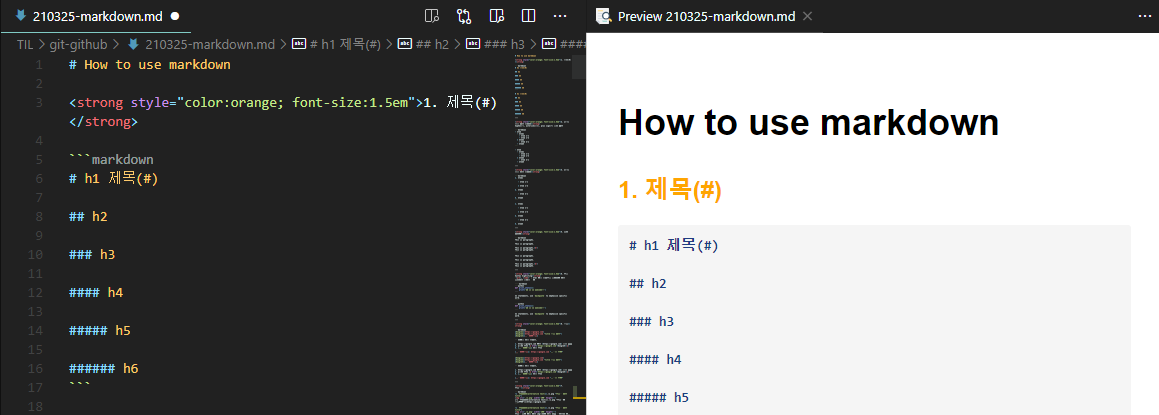 210325-markdown.md
TIL > git-github > 210325-markdown.md > # h1 제목(#) > ## h2 > ### h3 > ####
1 # How to use markdown
2
3 <strong style="color:orange; font-size:1.5em">1. 제목(#)
</strong>
4
5 ```markdown
6 # h1 제목(#)
7
8 ## h2
9
10 ### h3
11
12 #### h4
13
14 ##### h5
15
16 ###### h6
17 ```
18
Preview 210325-markdown.md
How to use markdown
1. 제목(#)
# h1 제목(#)
## h2
### h3
#### h4
##### h5